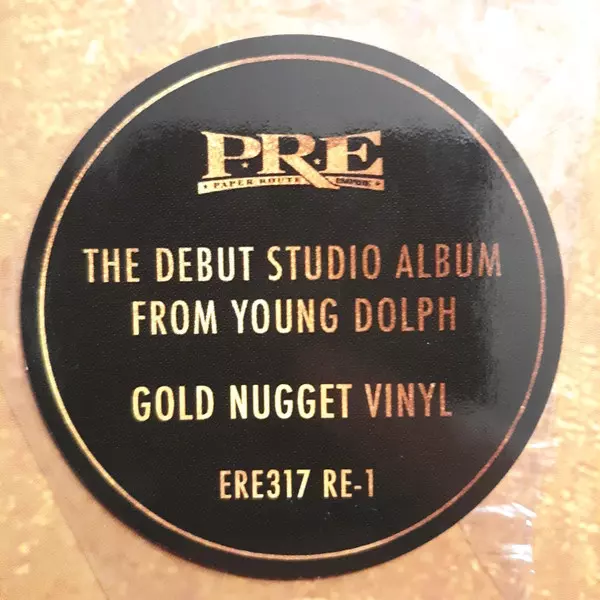 P.R.E
PAPER ROUTE EMPIRE
THE DEBUT STUDIO ALBUM
FROM YOUNG DOLPH
GOLD NUGGET VINYL
ERE317 RE-1